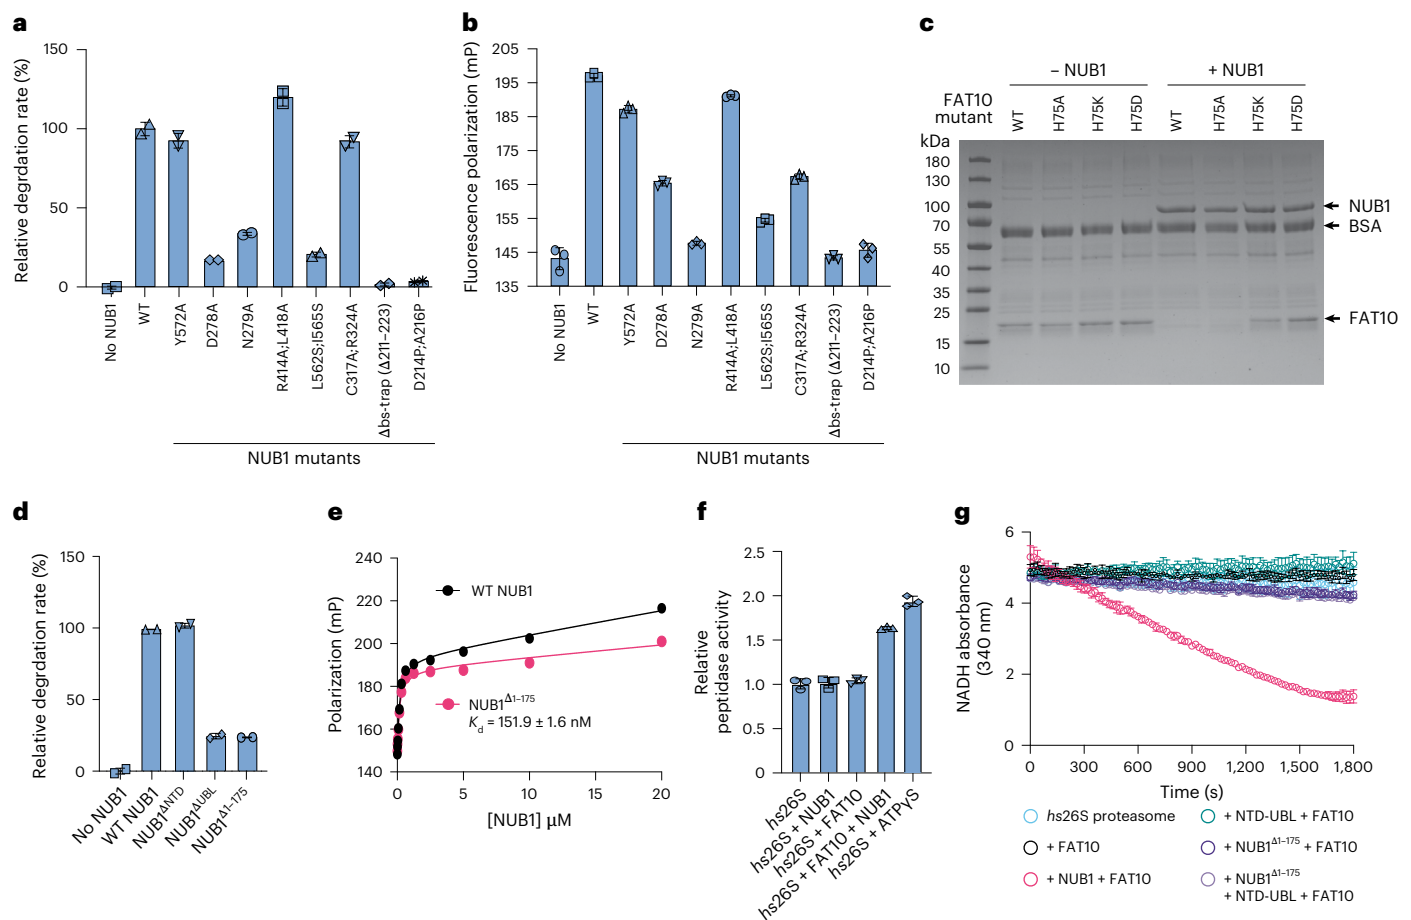 a
Relative degrdation rate (%)
150
100
50
0
No NUB1
WT
Y572A
D278A
N279A
R414A;L418A
L562S;I565S
C317A;R324A
Δbs-trap (Δ211–223)
D214P;A216P
NUB1 mutants
b
Fluorescence polarization (mP)
205
195
185
175
165
155
145
135
No NUB1
WT
Y572A
D278A
N279A
R414A;L418A
L562S;I565S
C317A;R324A
Δbs-trap (Δ211–223)
D214P;A216P
NUB1 mutants
c
– NUB1
+ NUB1
FAT10
mutant
WT
H75A
H75K
H75D
WT
H75A
H75K
H75D
kDa
180
130
100
70
55
40
35
25
15
10
NUB1
BSA
FAT10
d
Relative degrdation rate (%)
150
100
50
0
No NUB1
WT NUB1
NUB1ΔNTD
NUB1ΔUBL
NUB1Δ1–175
e
Polarization (mP)
240
220
200
180
160
140
WT NUB1
NUB1Δ1–175
Kd = 151.9 ± 1.6 nM
0
5
10
15
20
[NUB1] µM
f
Relative
peptidase activity
2.5
2.0
1.5
1.0
0.5
0
hs26S
hs26S + NUB1
hs26S + FAT10
hs26S + FAT10 + NUB1
hs26S + ATPγS
g
NADH absorbance
(340 nm)
6
4
2
0
0
300
600
900
1,200
1,500
1,800
Time (s)
hs26S proteasome
+ FAT10
+ NUB1 + FAT10
+ NTD-UBL + FAT10
+ NUB1Δ1–175 + FAT10
+ NUB1Δ1–175
+ NTD-UBL + FAT10